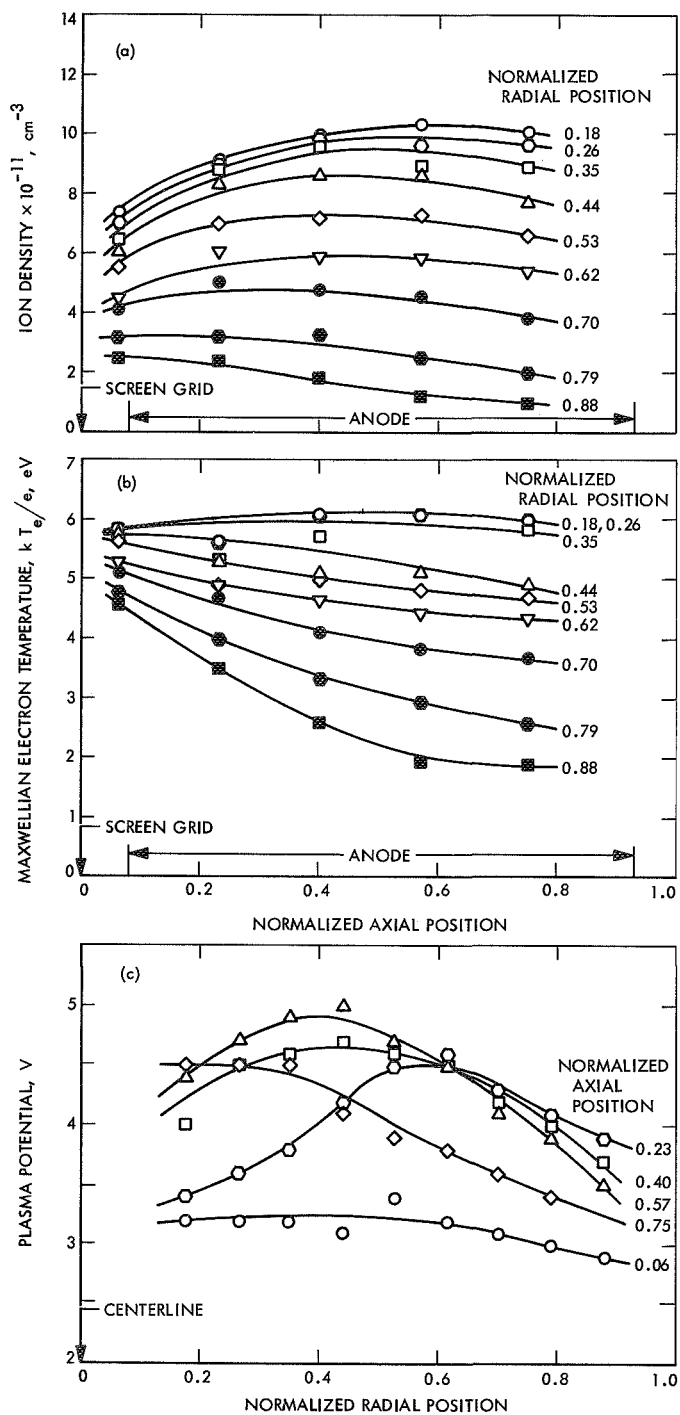 (a)
ION DENSITY × 10⁻¹¹, cm⁻³
14
12
10
8
6
4
2
0
NORMALIZED
RADIAL POSITION
0.18
0.26
0.35
0.44
0.53
0.62
0.70
0.79
0.88
SCREEN GRID
ANODE
(b)
MAXWELLIAN ELECTRON TEMPERATURE, k Tₑ/e, eV
7
6
5
4
3
2
1
0
NORMALIZED
RADIAL POSITION
0.18, 0.26
0.35
0.44
0.53
0.62
0.70
0.79
0.88
SCREEN GRID
ANODE
0 0.2 0.4 0.6 0.8 1.0
NORMALIZED AXIAL POSITION
(c)
PLASMA POTENTIAL, V
5
4
3
2
NORMALIZED
AXIAL
POSITION
0.23
0.40
0.57
0.75
0.06
CENTERLINE
0 0.2 0.4 0.6 0.8 1.0
NORMALIZED RADIAL POSITION